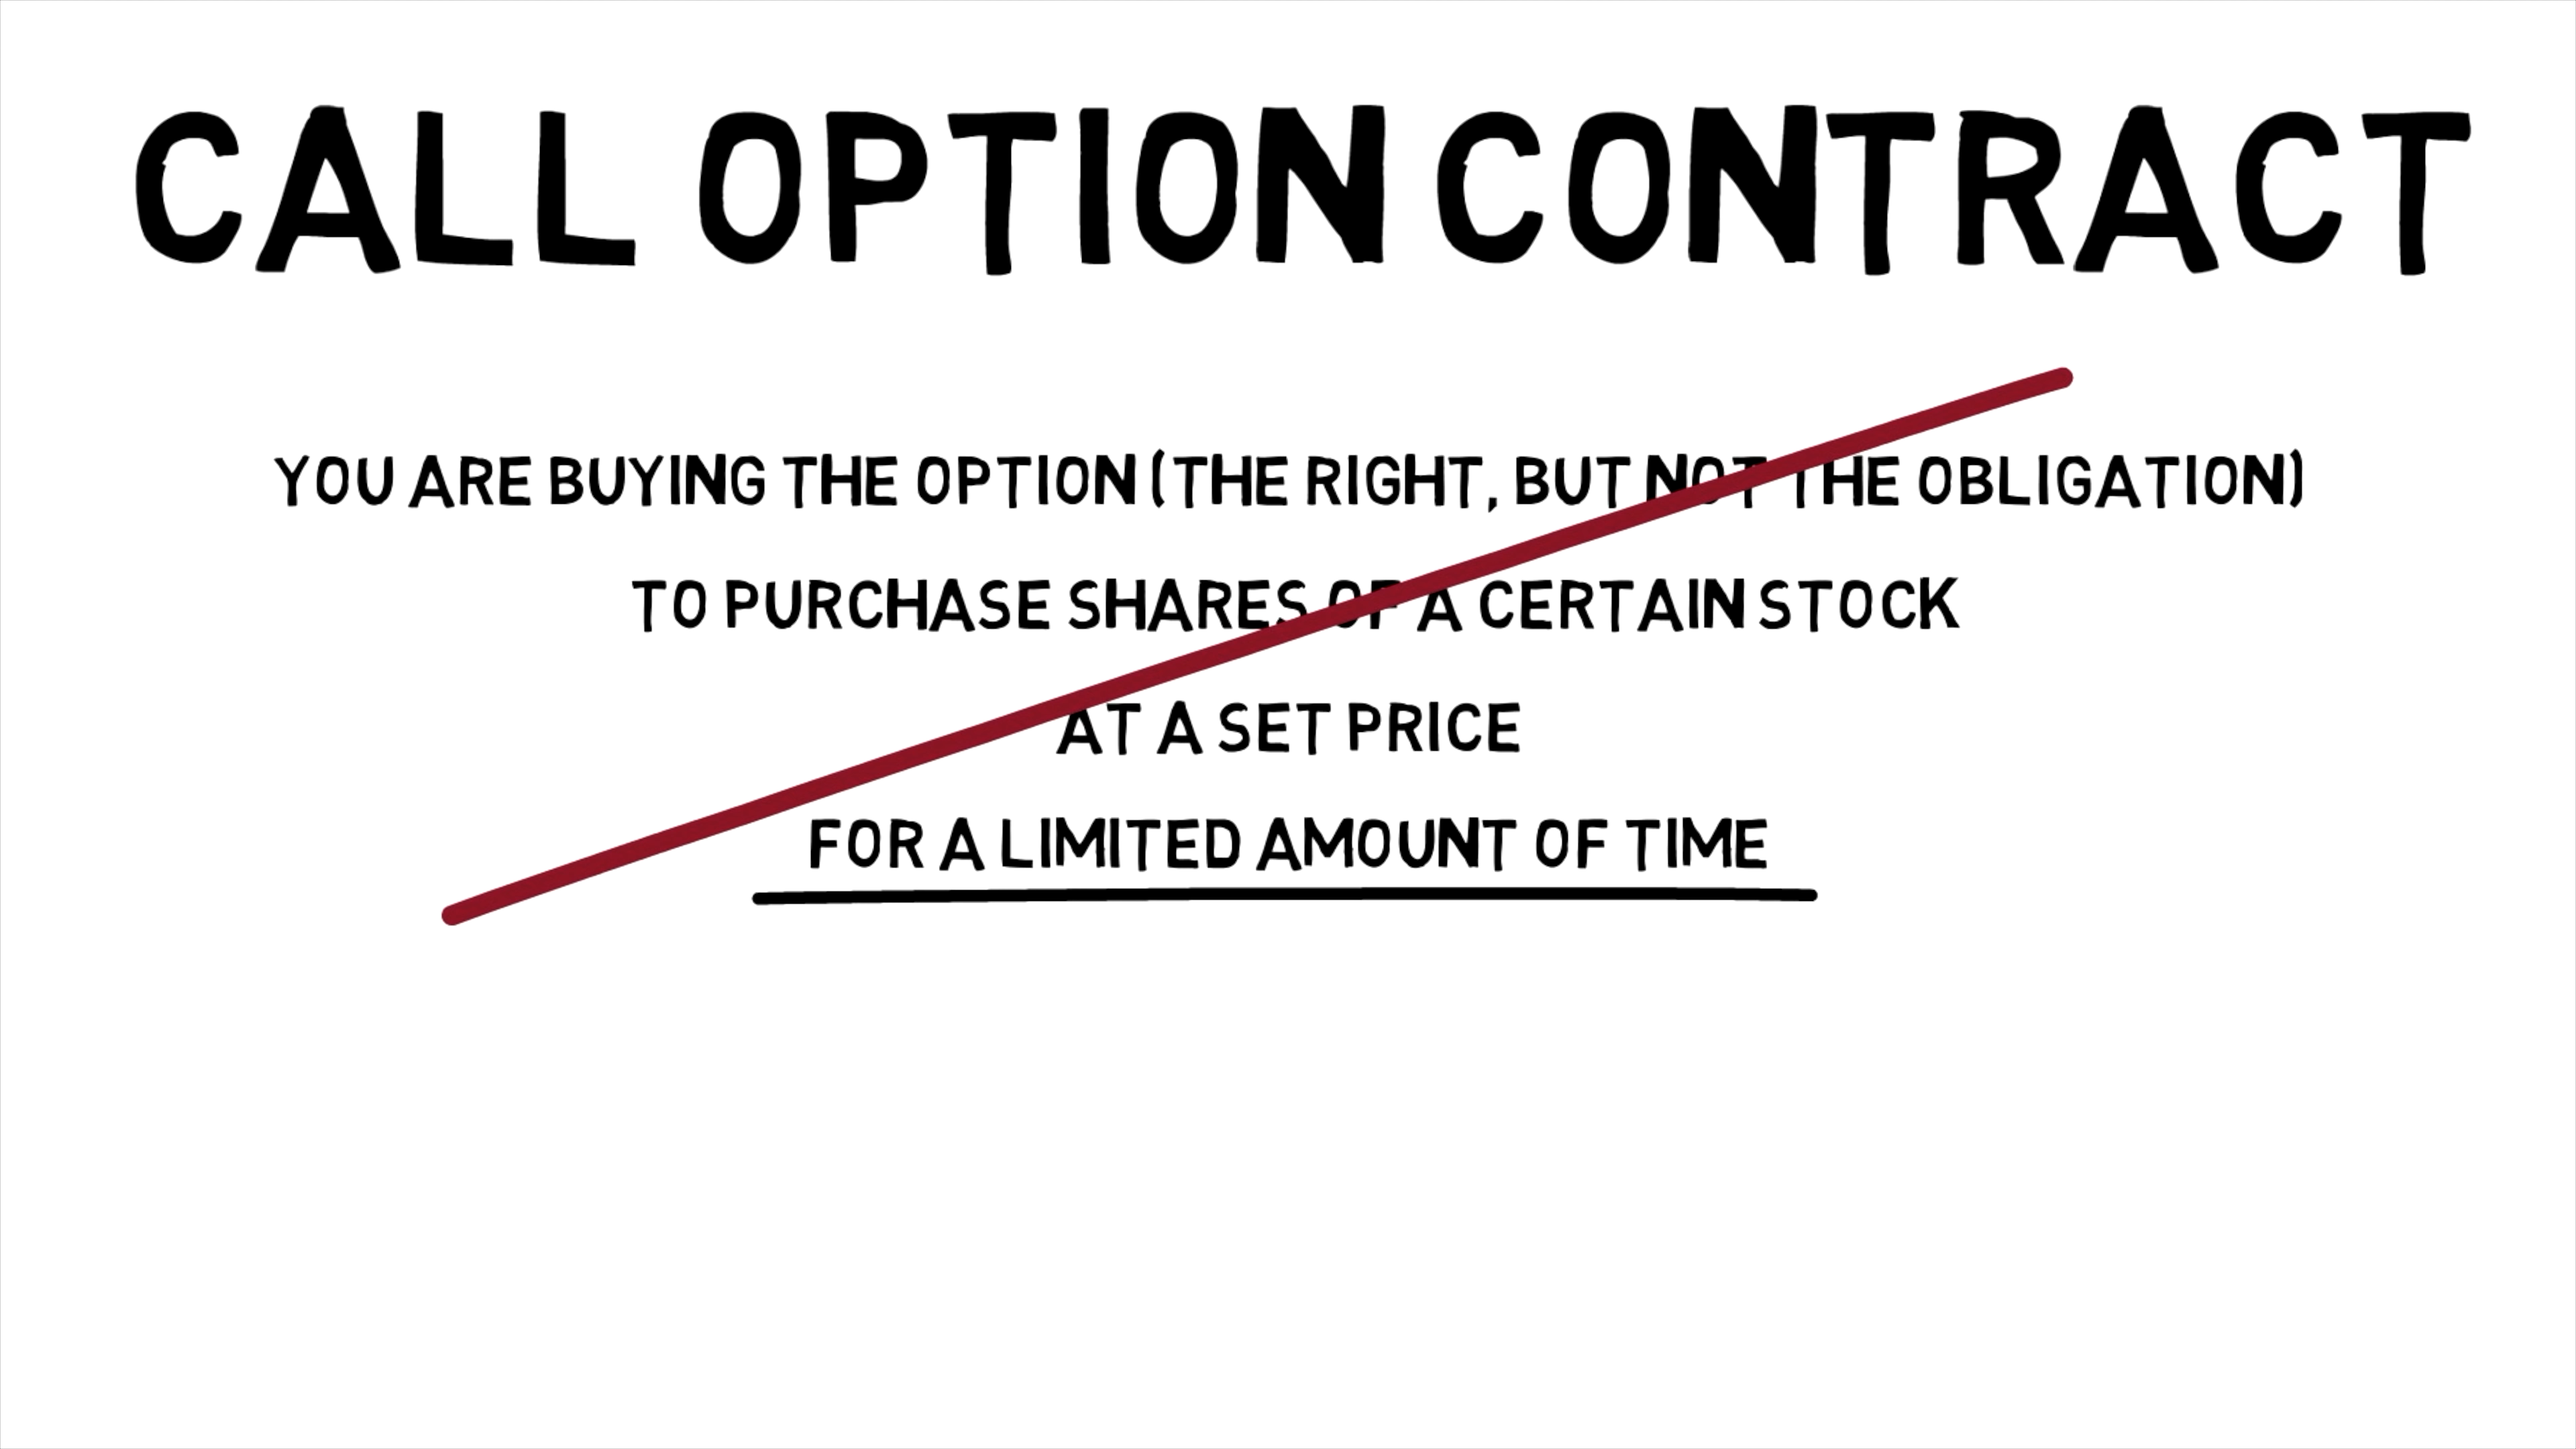 CALL OPTION CONTRACT
YOU ARE BUYING THE OPTION (THE RIGHT, BUT NOT THE OBLIGATION)
TO PURCHASE SHARES OF A CERTAIN STOCK
AT A SET PRICE
FOR A LIMITED AMOUNT OF TIME